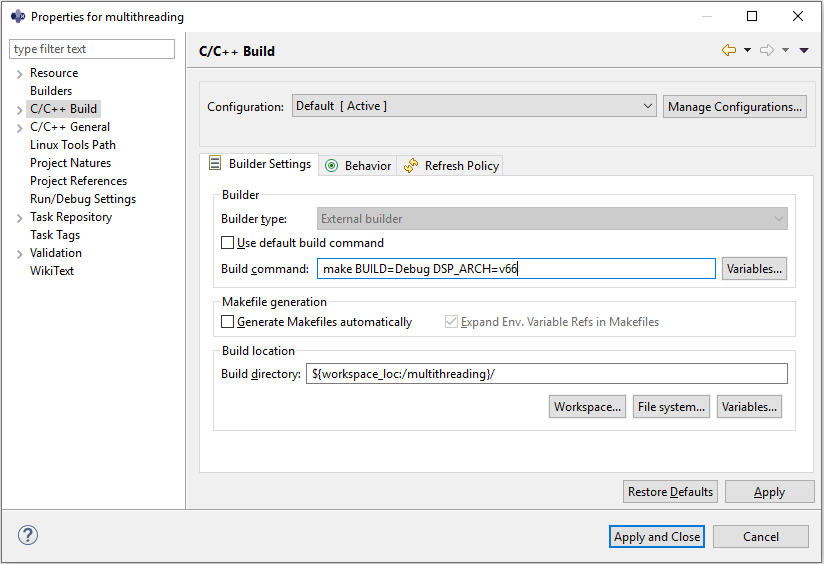 Properties for multithreading
type filter text
Resource
Builders
C/C++ Build
C/C++ General
Linux Tools Path
Project Natures
Project References
Run/Debug Settings
Task Repository
Task Tags
Validation
WikiText
C/C++ Build
Configuration: Default [ Active ] Manage Configurations...
Builder Settings Behavior Refresh Policy
Builder
Builder type: External builder
Use default build command
Build command: make BUILD=Debug DSP_ARCH=v66 Variables...
Makefile generation
Generate Makefiles automatically Expand Env. Variable Refs in Makefiles
Build location
Build directory: ${workspace_loc:/multithreading}/
Workspace... File system... Variables...
Restore Defaults Apply
? Apply and Close Cancel